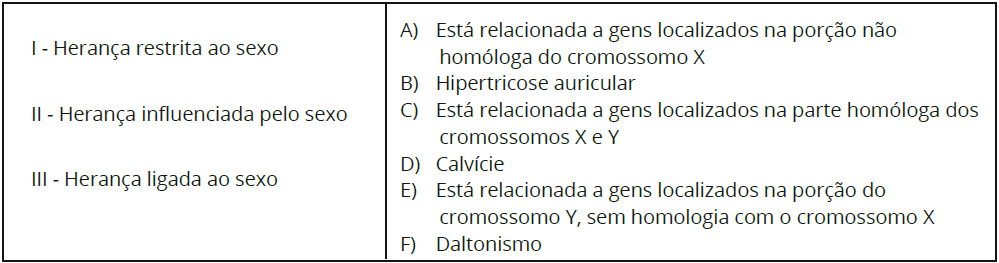 I - Herança restrita ao sexo
II - Herança influenciada pelo sexo
III - Herança ligada ao sexo
A) Está relacionada a gens localizados na porção não
homóloga do cromossomo X
B) Hipertricose auricular
C) Está relacionada a gens localizados na parte homóloga dos
cromossomos X e Y
D) Calvície
E) Está relacionada a gens localizados na porção do
cromossomo Y, sem homologia com o cromossomo X
F) Daltonismo